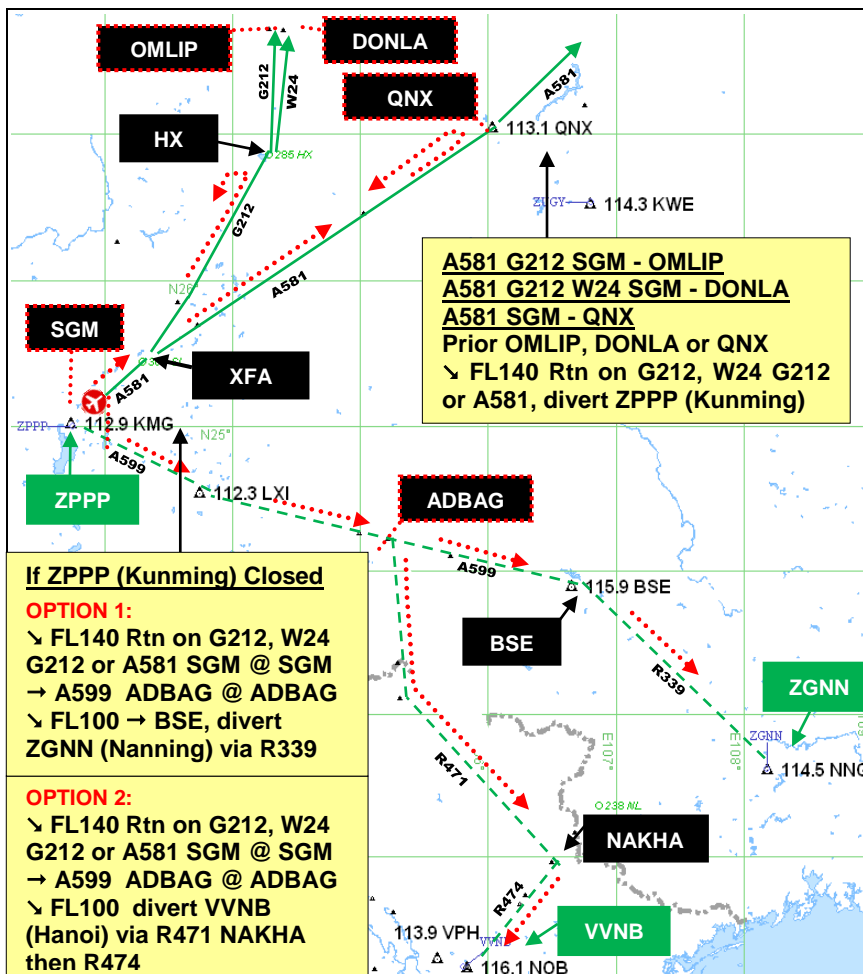 OMLIP
DONLA
G212
W24
A581
QNX
HX
285 HX
113.1 QNX
G212
ZUGY
114.3 KWE
A581
N26°
A581 G212 SGM - OMLIP
A581 G212 W24 SGM - DONLA
A581 SGM - QNX
Prior OMLIP, DONLA or QNX
↘ FL140 Rtn on G212, W24 G212
or A581, divert ZPPP (Kunming)
SGM
A581
XFA
ZPPP
112.9 KMG
N25°
A599
112.3 LXI
ZPPP
ADBAG
A599
115.9 BSE
BSE
If ZPPP (Kunming) Closed
OPTION 1:
↘ FL140 Rtn on G212, W24
G212 or A581 SGM @ SGM
→ A599 ADBAG @ ADBAG
↘ FL100 → BSE, divert
ZGNN (Nanning) via R339
R339
ZGNN
E107°
E108°
ZGNN
114.5 NNG
R471
OPTION 2:
↘ FL140 Rtn on G212, W24
G212 or A581 SGM @ SGM
→ A599 ADBAG @ ADBAG
↘ FL100 divert VVNB
(Hanoi) via R471 NAKHA
then R474
238 NL
NAKHA
R474
113.9 VPH
VVNB
116.1 NOB